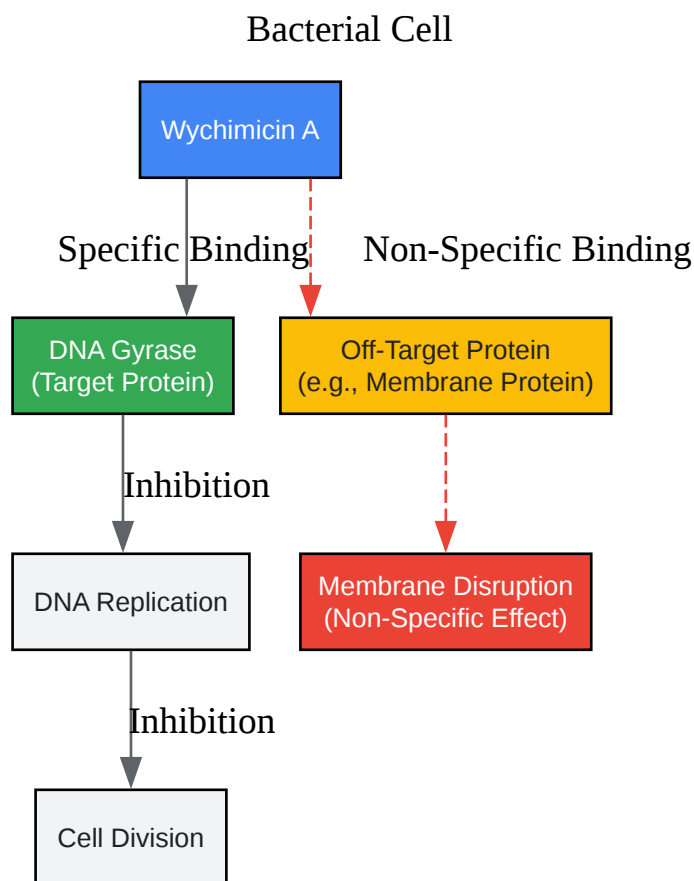 Bacterial Cell
Wychimicin A
Specific Binding
Non-Specific Binding
DNA Gyrase
(Target Protein)
Off-Target Protein
(e.g., Membrane Protein)
Inhibition
DNA Replication
Membrane Disruption
(Non-Specific Effect)
Inhibition
Cell Division